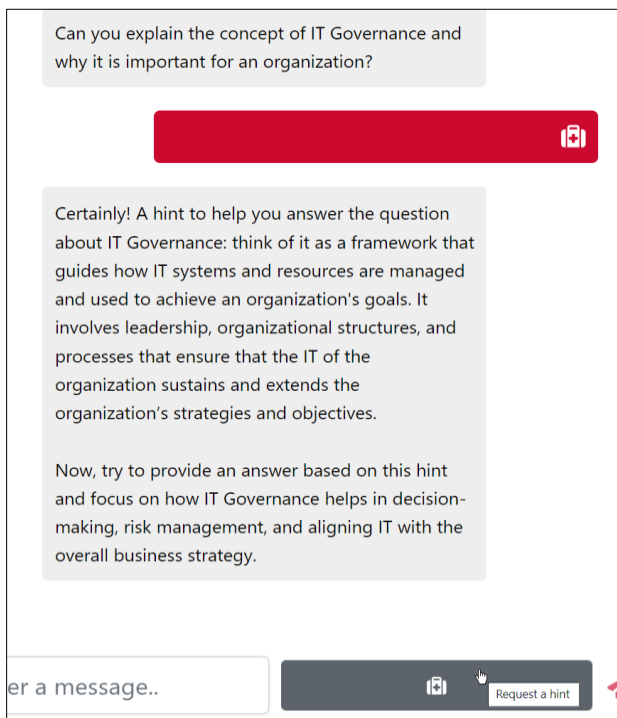 Can you explain the concept of IT Governance and
why it is important for an organization?
Certainly! A hint to help you answer the question
about IT Governance: think of it as a framework that
guides how IT systems and resources are managed
and used to achieve an organization's goals. It
involves leadership, organizational structures, and
processes that ensure that the IT of the
organization sustains and extends the
organization’s strategies and objectives.
Now, try to provide an answer based on this hint
and focus on how IT Governance helps in decision-
making, risk management, and aligning IT with the
overall business strategy.
er a message..
Request a hint